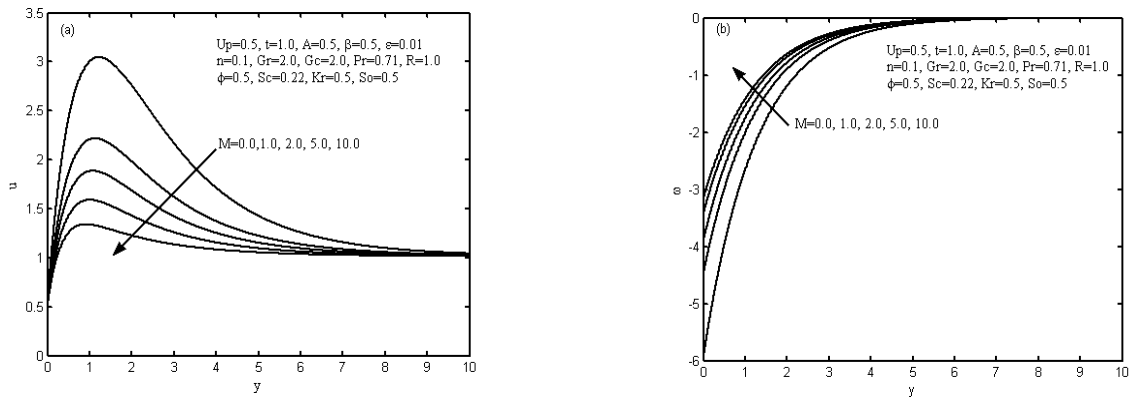 (a)
Up=0.5, t=1.0, A=0.5, β=0.5, ε=0.01
n=0.1, Gr=2.0, Gc=2.0, Pr=0.71, R=1.0
ϕ=0.5, Sc=0.22, Kr=0.5, So=0.5
M=0.0,1.0, 2.0, 5.0, 10.0
3.5
3
2.5
2
1.5
1
0.5
0
u
0 1 2 3 4 5 6 7 8 9 10
y
(b)
Up=0.5, t=1.0, A=0.5, β=0.5, ε=0.01
n=0.1, Gr=2.0, Gc=2.0, Pr=0.71, R=1.0
ϕ=0.5, Sc=0.22, Kr=0.5, So=0.5
M=0.0, 1.0, 2.0, 5.0, 10.0
0
-1
-2
-3
-4
-5
-6
ω
0 1 2 3 4 5 6 7 8 9 10
y